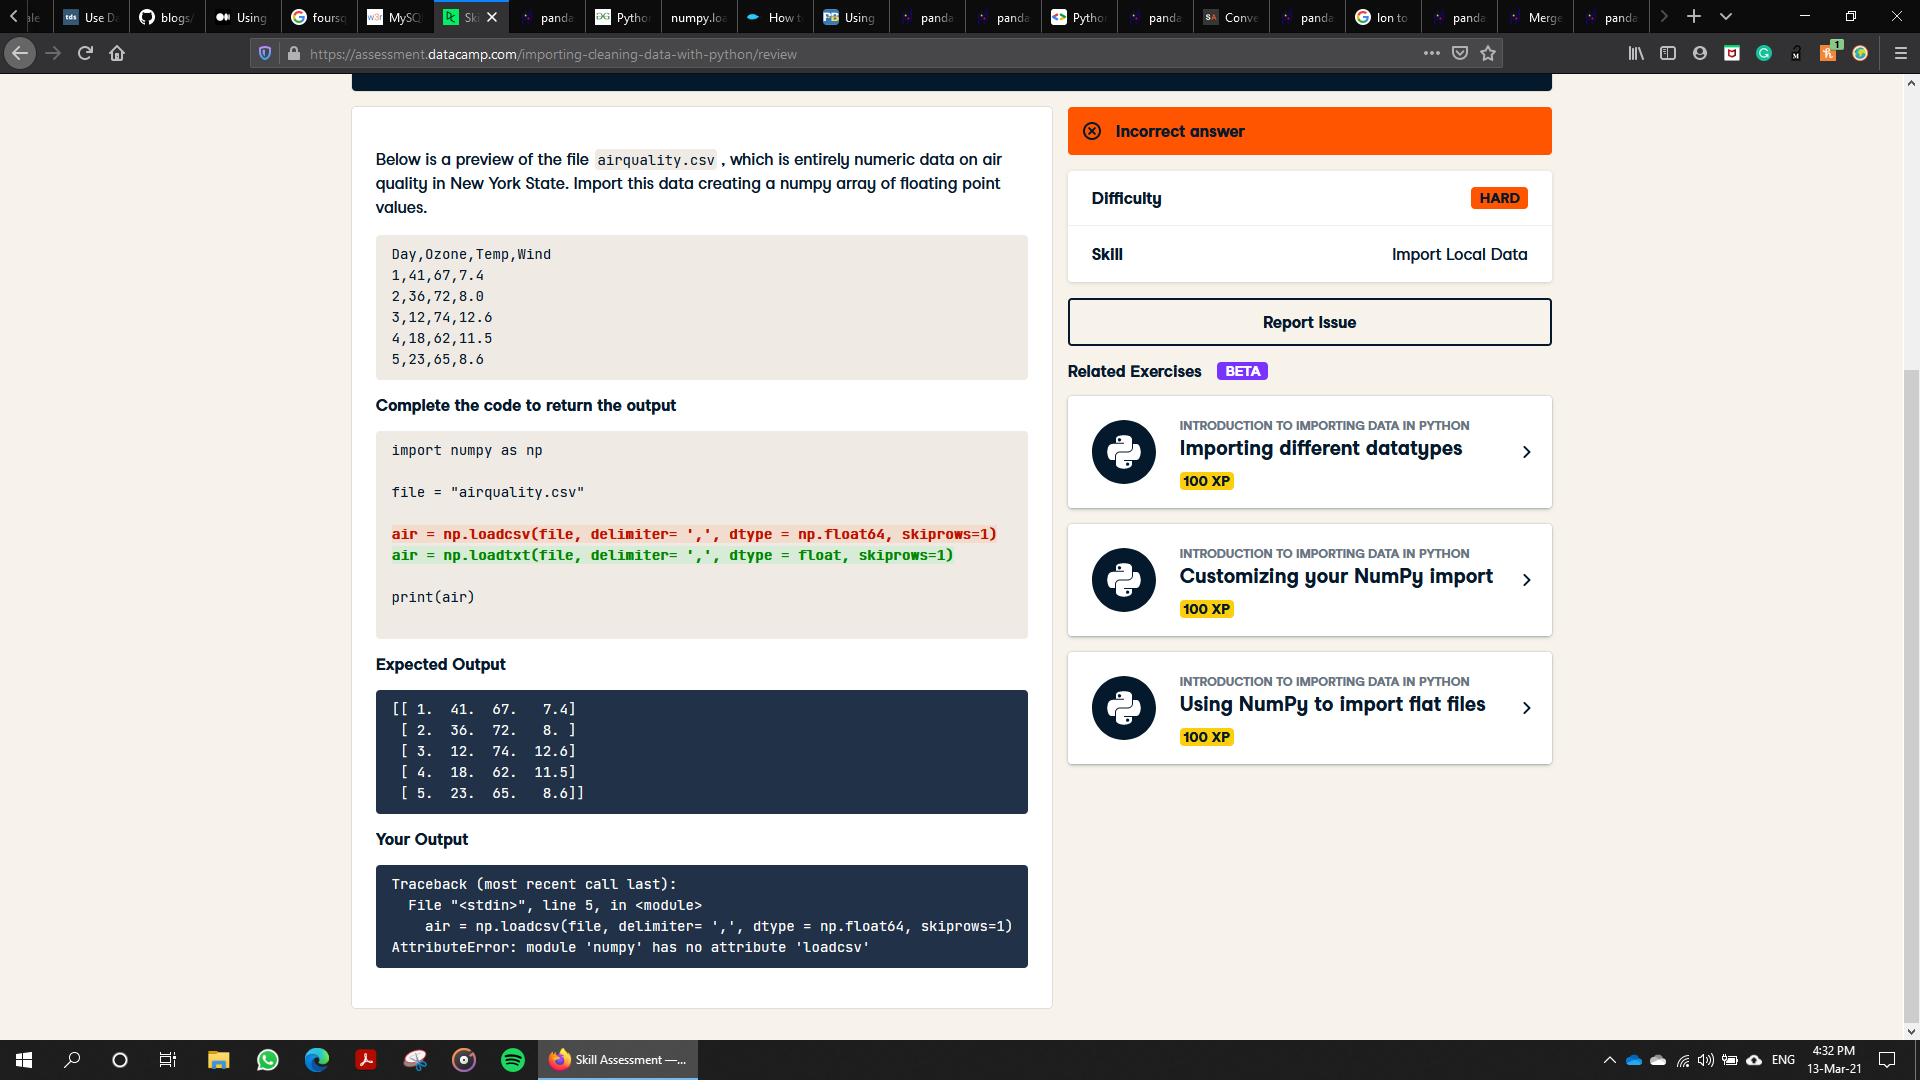 Use Da
blogs/
Using
foursq
MySQ
Ski
panda
Python
numpy.loa
How to
Using
panda
panda
Python
panda
Conve
panda
lon to
panda
Merge
panda
https://assessment.datacamp.com/importing-cleaning-data-with-python/review
Below is a preview of the file airquality.csv , which is entirely numeric data on air
quality in New York State. Import this data creating a numpy array of floating point
values.
Day,Ozone,Temp,Wind
1,41,67,7.4
2,36,72,8.0
3,12,74,12.6
4,18,62,11.5
5,23,65,8.6
Complete the code to return the output
import numpy as np
file = "airquality.csv"
air = np.loadcsv(file, delimiter= ',', dtype = np.float64, skiprows=1)
air = np.loadtxt(file, delimiter= ',', dtype = float, skiprows=1)
print(air)
Expected Output
[[ 1.  41.  67.   7.4]
[ 2.  36.  72.   8. ]
[ 3.  12.  74.  12.6]
[ 4.  18.  62.  11.5]
[ 5.  23.  65.   8.6]]
Your Output
Traceback (most recent call last):
File "<stdin>", line 5, in <module>
air = np.loadcsv(file, delimiter= ',', dtype = np.float64, skiprows=1)
AttributeError: module 'numpy' has no attribute 'loadcsv'
Incorrect answer
Difficulty HARD
Skill Import Local Data
Report Issue
Related Exercises BETA
INTRODUCTION TO IMPORTING DATA IN PYTHON
Importing different datatypes
100 XP
INTRODUCTION TO IMPORTING DATA IN PYTHON
Customizing your NumPy import
100 XP
INTRODUCTION TO IMPORTING DATA IN PYTHON
Using NumPy to import flat files
100 XP
Skill Assessment —...
ENG
4:32 PM
13-Mar-21